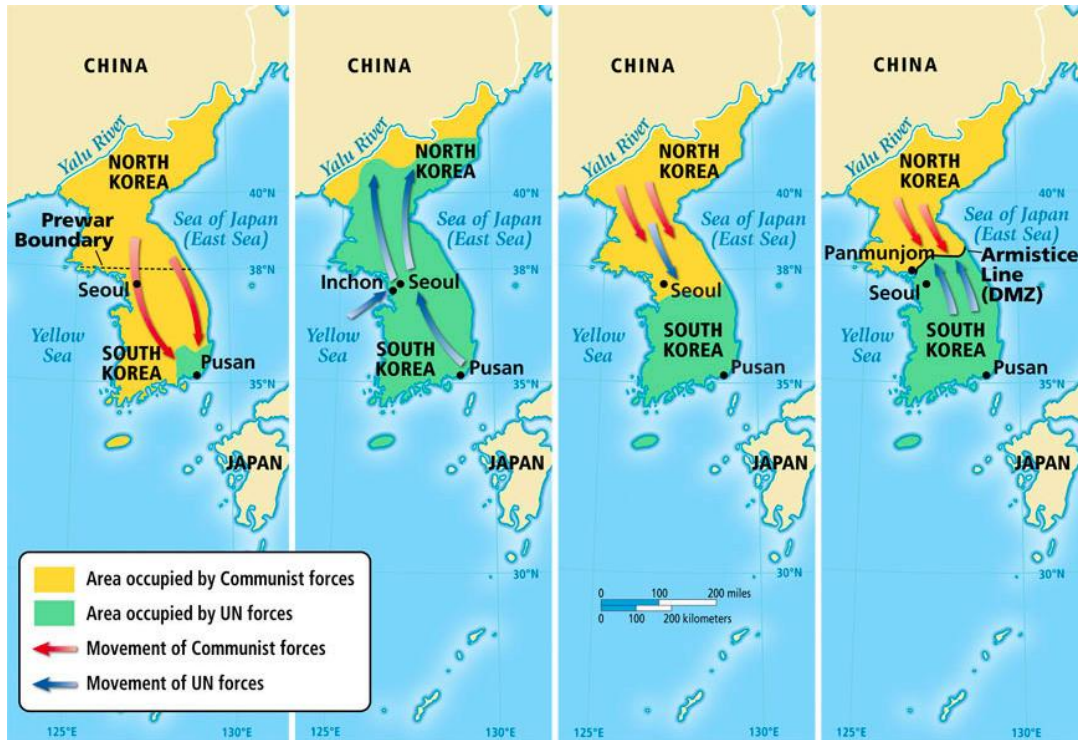 CHINA
Yalu River
NORTH
KOREA
40°N
Prewar
Boundary
Sea of Japan
(East Sea)
38°N
Seoul
Yellow
Sea
SOUTH
KOREA
Pusan
35°N
130°E
JAPAN
125°E
CHINA
Yalu River
NORTH
KOREA
40°N
Sea of Japan
(East Sea)
38°N
Inchon
Seoul
Yellow
Sea
SOUTH
KOREA
Pusan
35°N
JAPAN
30°N
125°E
130°E
CHINA
Yalu River
NORTH
KOREA
40°N
Sea of Japan
(East Sea)
38°N
Seoul
Yellow
Sea
SOUTH
KOREA
Pusan
35°N
JAPAN
30°N
0 100 200 miles
0 100 200 kilometers
125°E
130°E
CHINA
Yalu River
NORTH
KOREA
40°N
Sea of Japan
(East Sea)
Panmunjom
38°N
Armistice
Line
(DMZ)
Seoul
Yellow
Sea
SOUTH
KOREA
Pusan
35°N
JAPAN
30°N
125°E
130°E
Area occupied by Communist forces
Area occupied by UN forces
Movement of Communist forces
Movement of UN forces